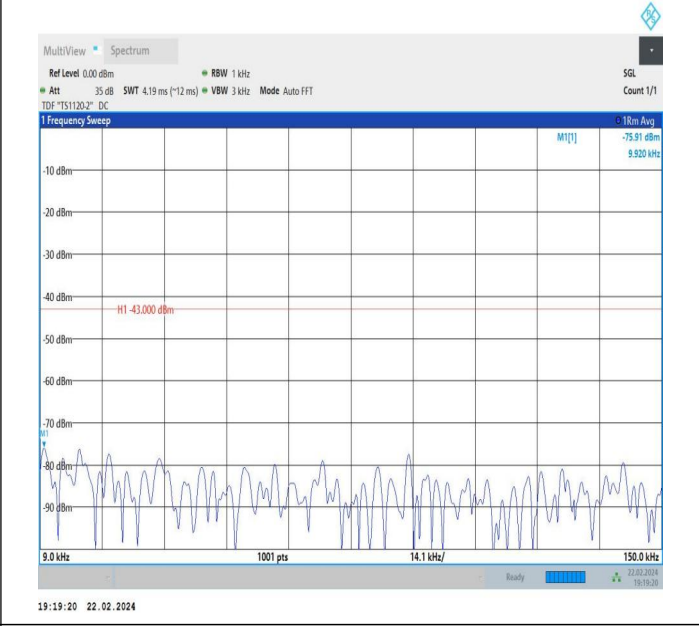 R S
MultiView Spectrum
Ref Level 0.00 dBm RBW 1 kHz SGL
Att 35 dB SWT 4.19 ms (~12 ms) VBW 3 kHz Mode Auto FFT Count 1/1
TDF "TS1120-2" DC
1 Frequency Sweep 1Rm Avg
M1[1] -75.91 dBm
9.920 kHz
-10 dBm
-20 dBm
-30 dBm
-40 dBm
H1 -43.000 dBm
-50 dBm
-60 dBm
-70 dBm
M1
-80 dBm
-90 dBm
9.0 kHz 1001 pts 14.1 kHz/ 150.0 kHz
Ready 22.02.2024
19:19:20
19:19:20 22.02.2024